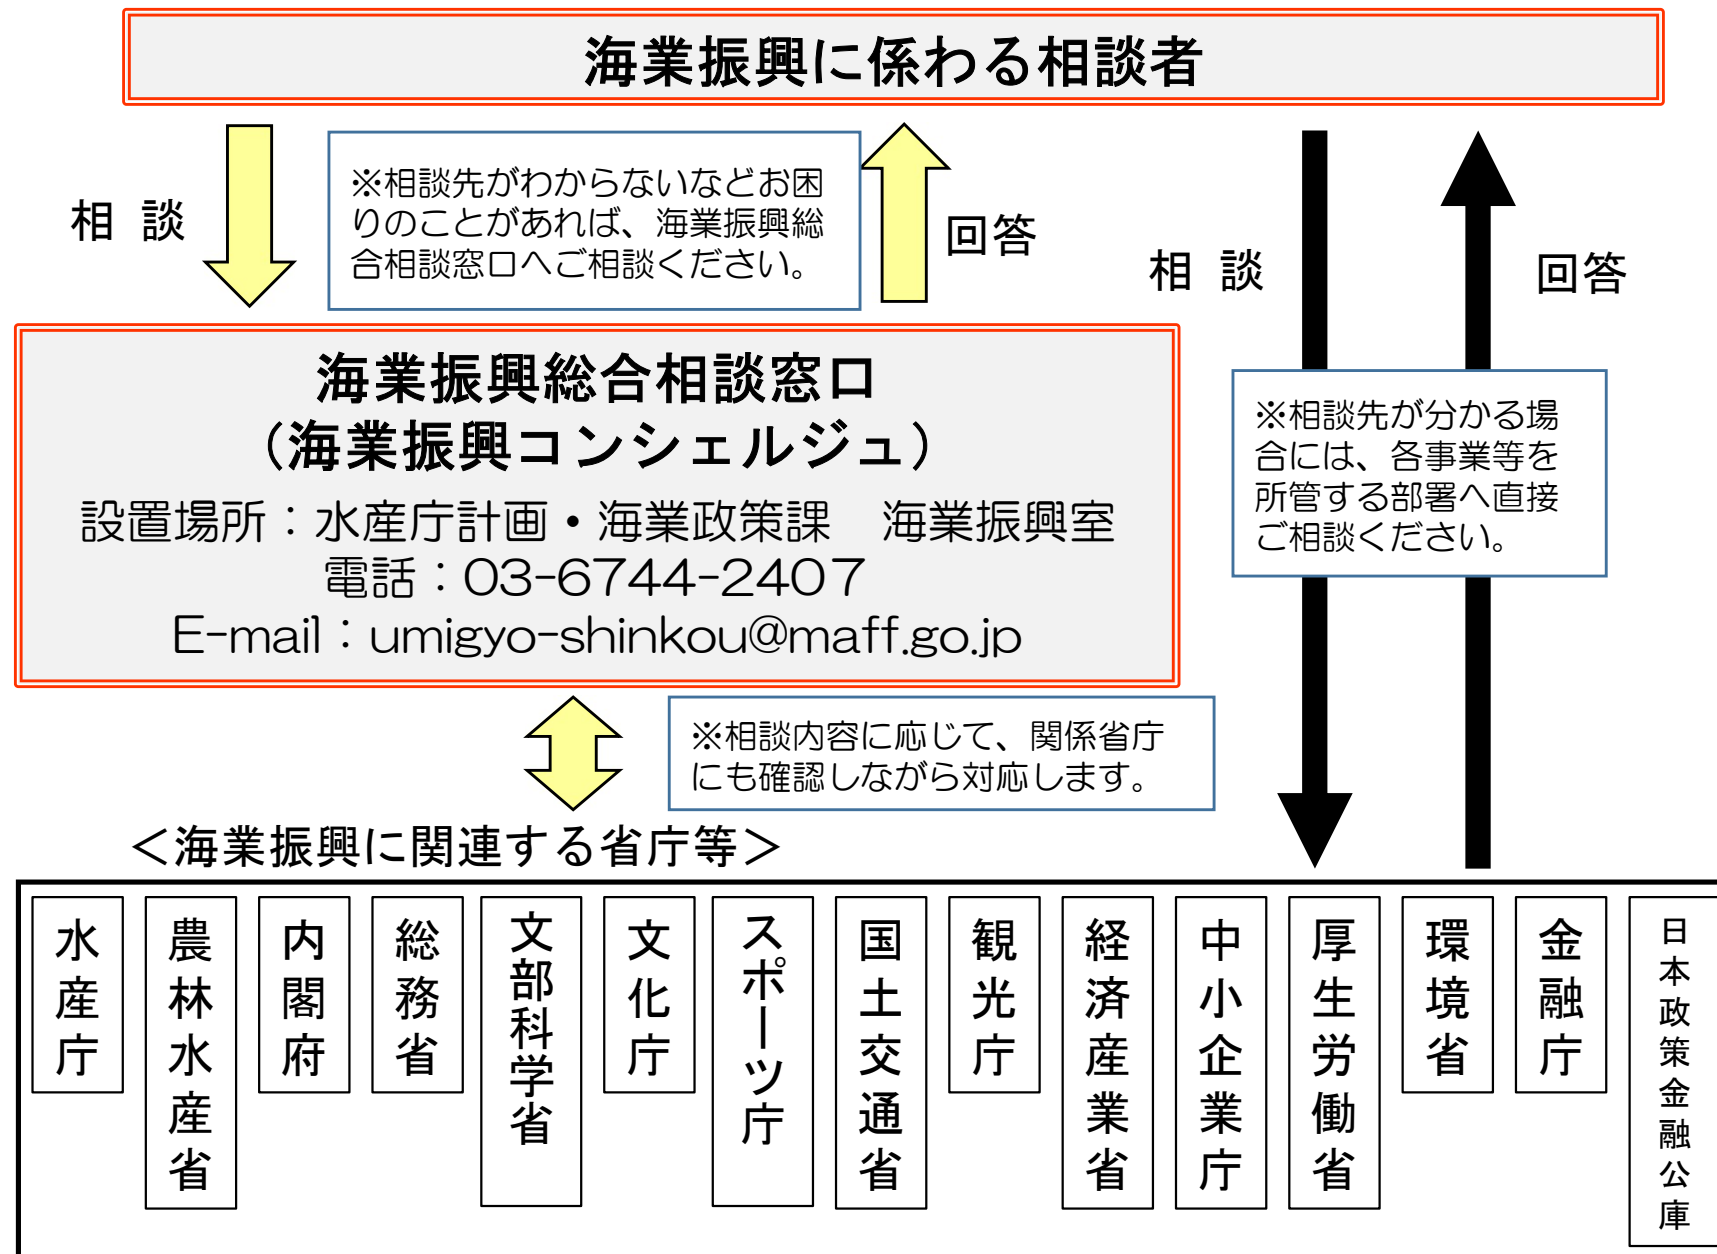 海業振興に係わる相談者
相 談
※相談先がわからないなどお困
りのことがあれば、海業振興総
合相談窓口へご相談ください。
回答
相 談
回答
海業振興総合相談窓口
（海業振興コンシェルジュ）
設置場所：水産庁計画・海業政策課　海業振興室
電話：03-6744-2407
E-mail：umigyo-shinkou@maff.go.jp
※相談先が分かる場
合には、各事業等を
所管する部署へ直接
ご相談ください。
※相談内容に応じて、関係省庁
にも確認しながら対応します。
＜海業振興に関連する省庁等＞
水産庁
農林水産省
内閣府
総務省
文部科学省
文化庁
スポーツ庁
国土交通省
観光庁
経済産業省
中小企業庁
厚生労働省
環境省
金融庁
日本政策金融公庫